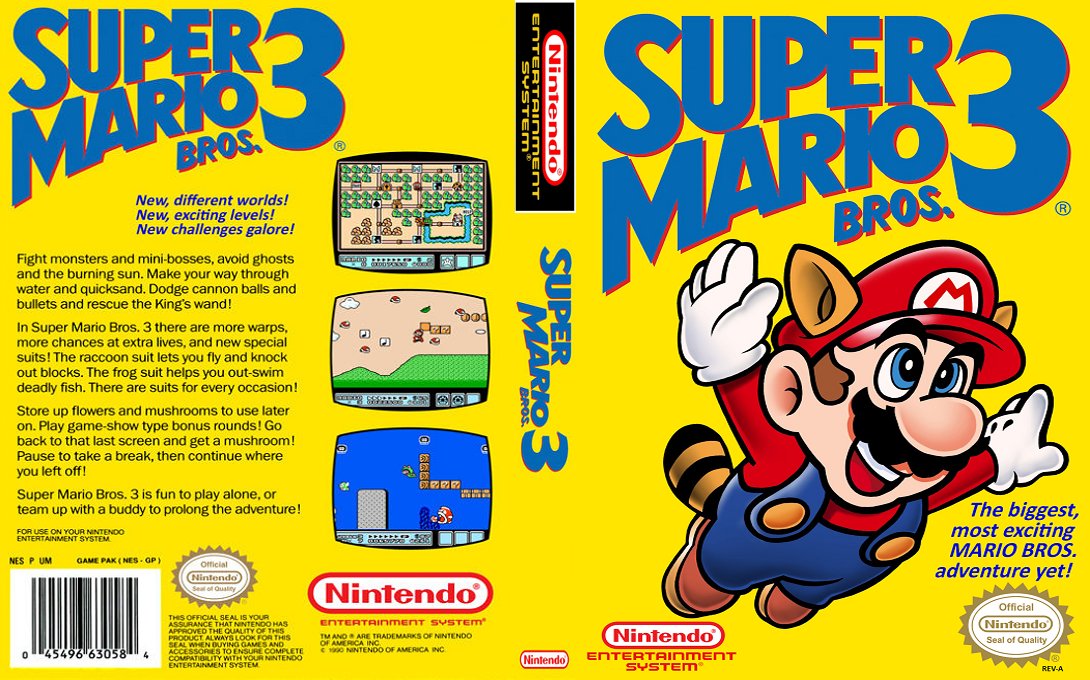 SUPER
MARIO
BROS. 3®
New, different worlds!
New, exciting levels!
New challenges galore!
Fight monsters and mini-bosses, avoid ghosts
and the burning sun. Make your way through
water and quicksand. Dodge cannon balls and
bullets and rescue the King's wand!
In Super Mario Bros. 3 there are more warps,
more chances at extra lives, and new special
suits! The raccoon suit lets you fly and knock
out blocks. The frog suit helps you out-swim
deadly fish. There are suits for every occasion!
Store up flowers and mushrooms to use later
on. Play game-show type bonus rounds! Go
back to that last screen and get a mushroom!
Pause to take a break, then continue where
you left off!
Super Mario Bros. 3 is fun to play alone, or
team up with a buddy to prolong the adventure!
FOR USE ON YOUR NINTENDO
ENTERTAINMENT SYSTEM.
NES P UM GAME PAK ( NES - GP )
0 45496 63058 4
Official
Nintendo®
Seal of Quality
THIS OFFICIAL SEAL IS YOUR
ASSURANCE THAT NINTENDO HAS
APPROVED THE QUALITY OF THIS
PRODUCT. ALWAYS LOOK FOR THIS
SEAL WHEN BUYING GAMES AND
ACCESSORIES TO ENSURE COMPLETE
COMPATIBILITY WITH YOUR NINTENDO
ENTERTAINMENT SYSTEM.
Nintendo®
ENTERTAINMENT SYSTEM®
TM AND ® ARE TRADEMARKS OF NINTENDO
OF AMERICA INC.
© 1990 NINTENDO OF AMERICA INC.
Nintendo®
ENTERTAINMENT
SYSTEM®
SUPER
MARIO
BROS. 3
Nintendo
SUPER
MARIO
BROS. 3®
M
The biggest,
most exciting
MARIO BROS.
adventure yet!
Nintendo®
ENTERTAINMENT
SYSTEM®
Official
Nintendo®
Seal of Quality
®
REV-A